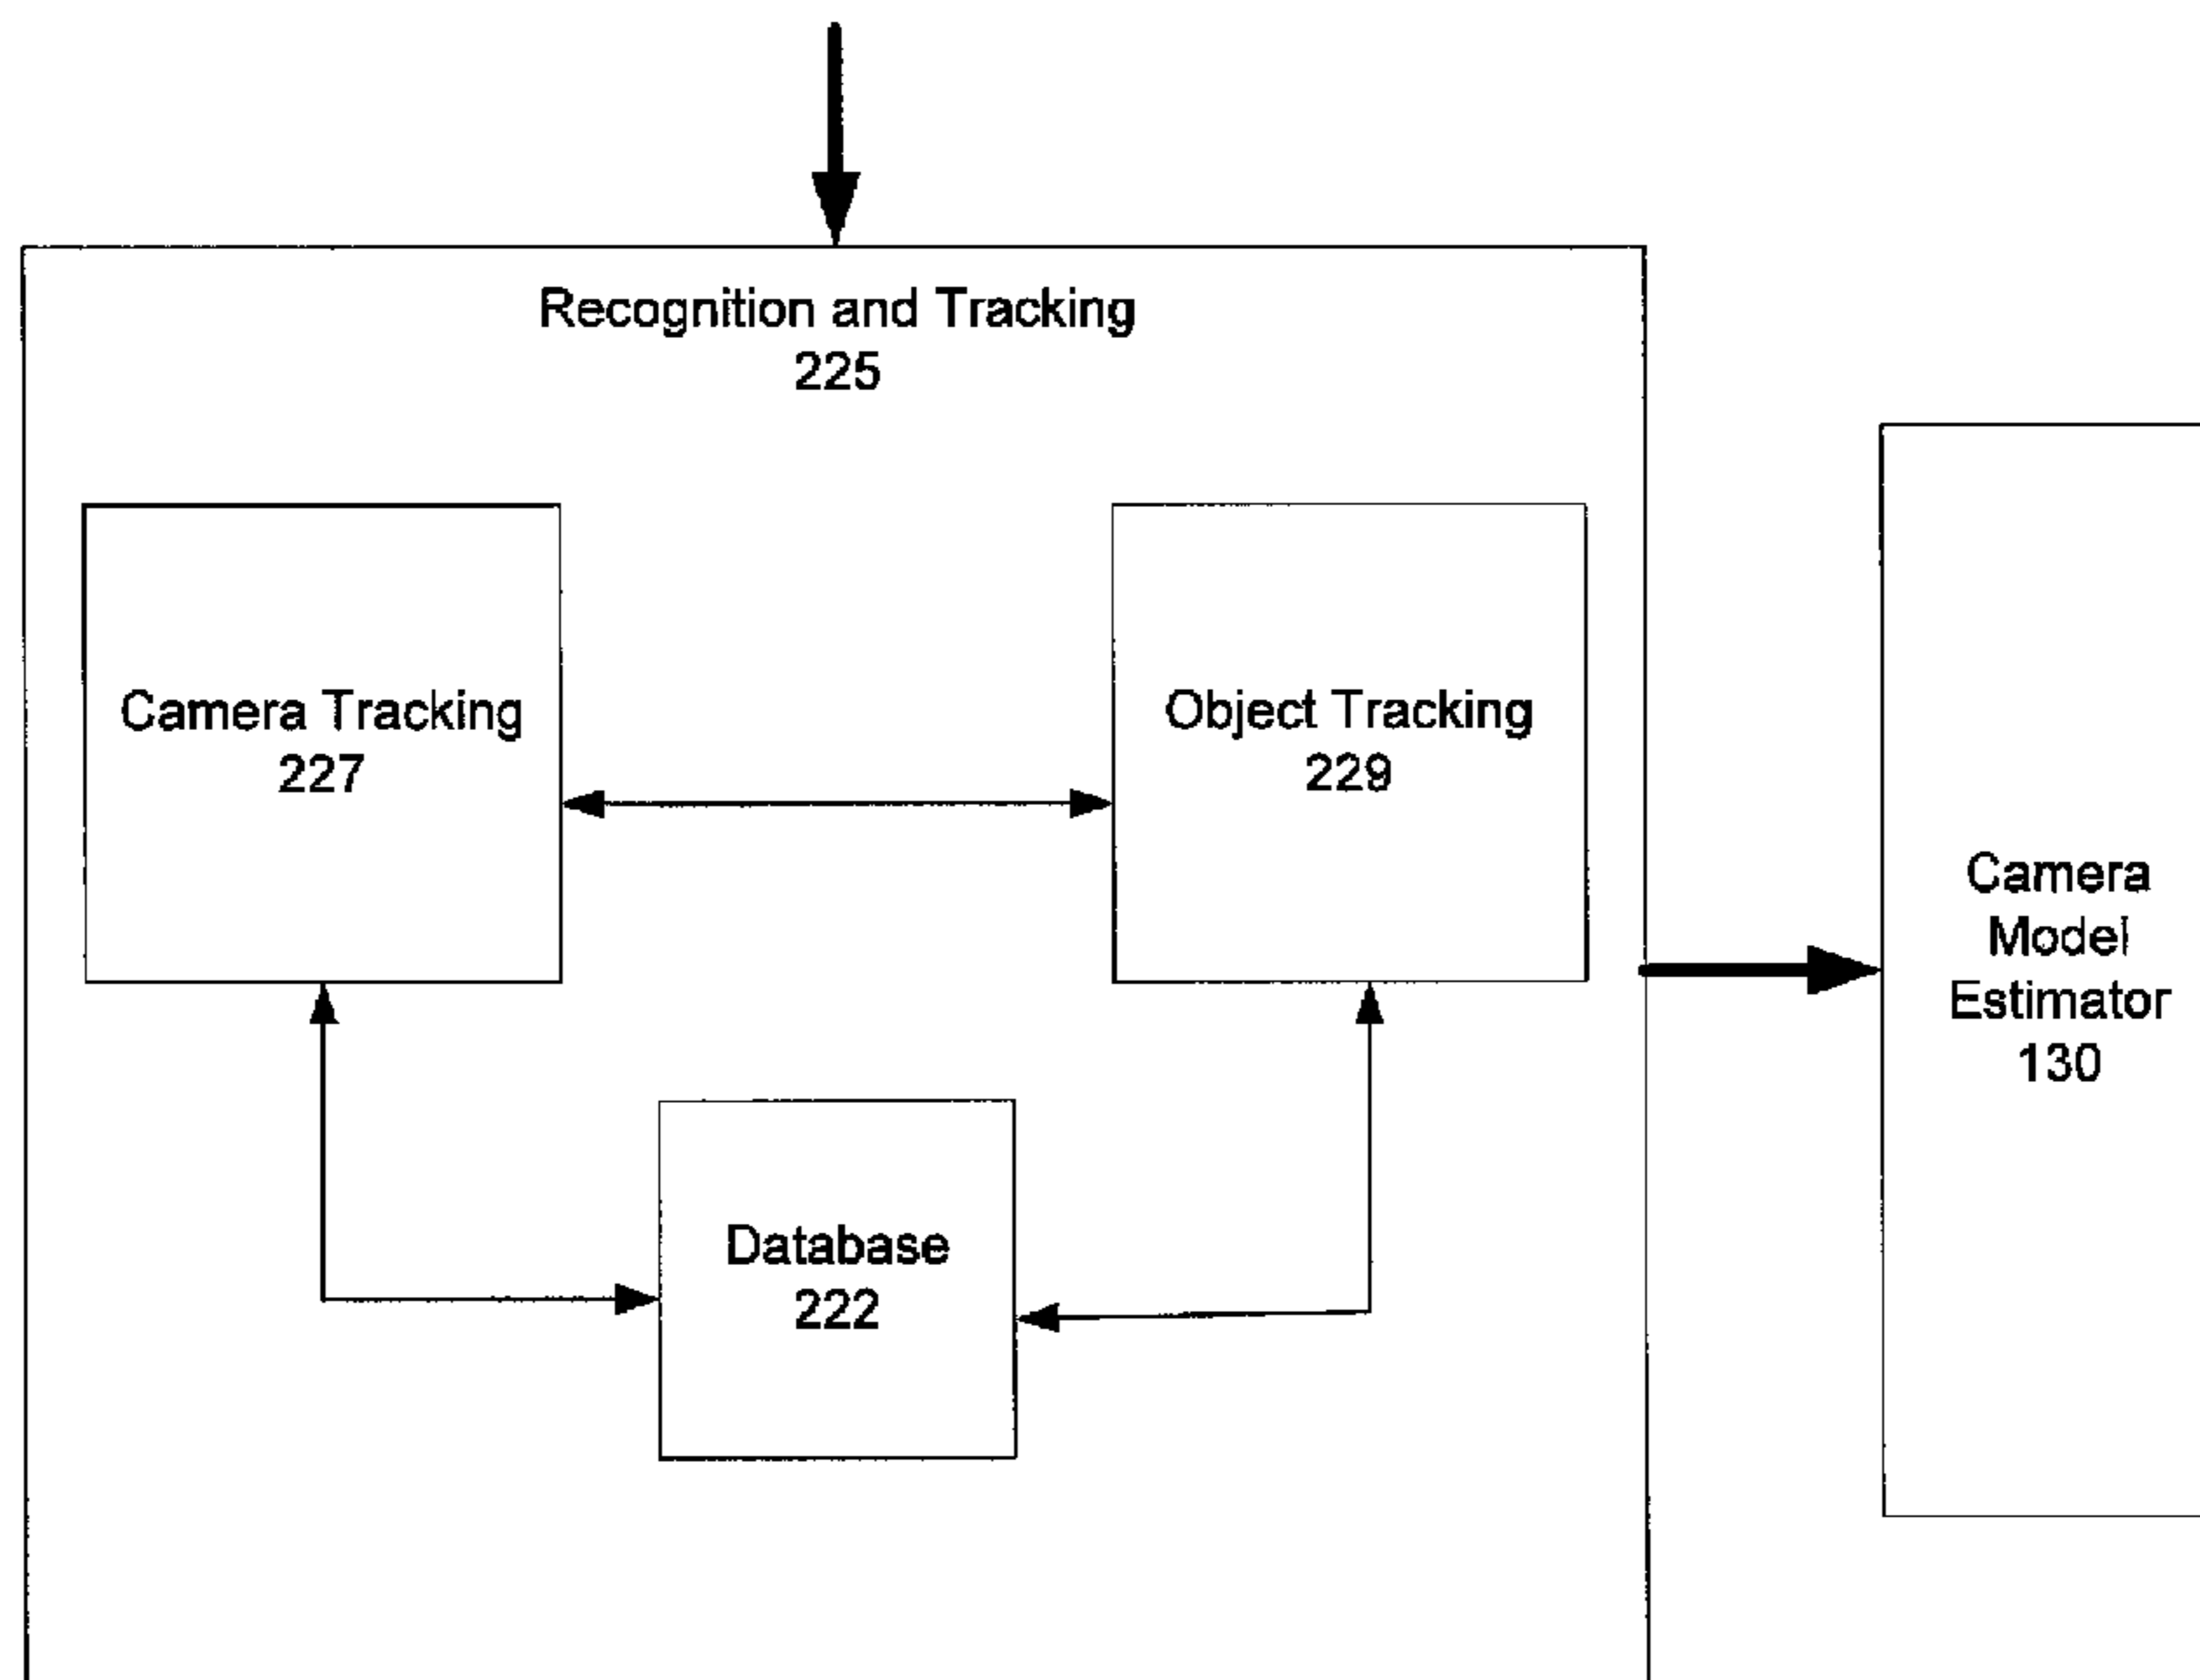 Recognition and Tracking
225
Camera Tracking
227
Object Tracking
229
Camera
Model
Estimator
130
Database
222